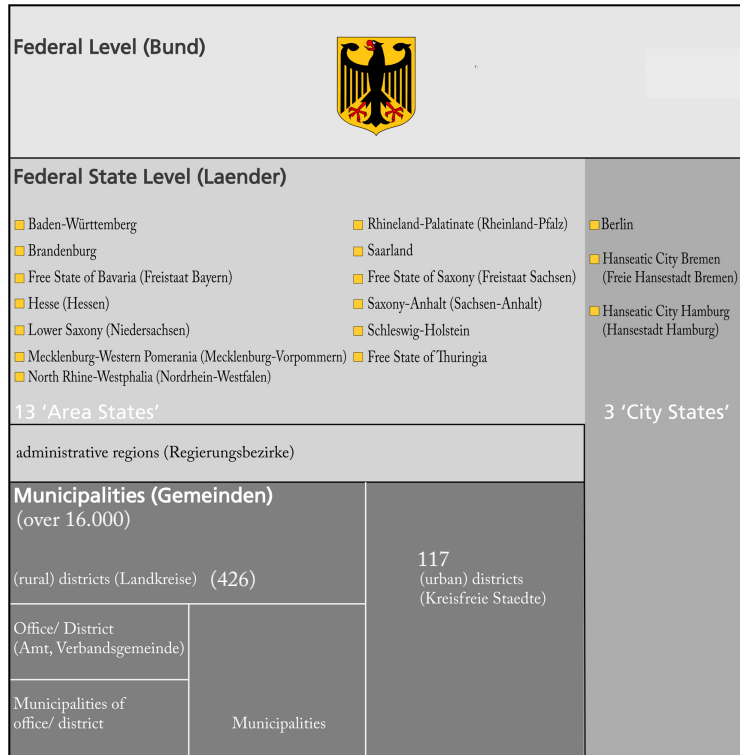 Federal Level (Bund)
Federal State Level (Laender)
Baden-Württemberg
Brandenburg
Free State of Bavaria (Freistaat Bayern)
Hesse (Hessen)
Lower Saxony (Niedersachsen)
Mecklenburg-Western Pomerania (Mecklenburg-Vorpommern)
North Rhine-Westphalia (Nordrhein-Westfalen)
Rhineland-Palatinate (Rheinland-Pfalz)
Saarland
Free State of Saxony (Freistaat Sachsen)
Saxony-Anhalt (Sachsen-Anhalt)
Schleswig-Holstein
Free State of Thuringia
13 ‘Area States’
Berlin
Hanseatic City Bremen
(Freie Hansestadt Bremen)
Hanseatic City Hamburg
(Hansestadt Hamburg)
3 ‘City States’
administrative regions (Regierungsbezirke)
Municipalities (Gemeinden)
(over 16.000)
(rural) districts (Landkreise) (426)
117
(urban) districts
(Kreisfreie Staedte)
Office/ District
(Amt, Verbandsgemeinde)
Municipalities of
office/ district
Municipalities